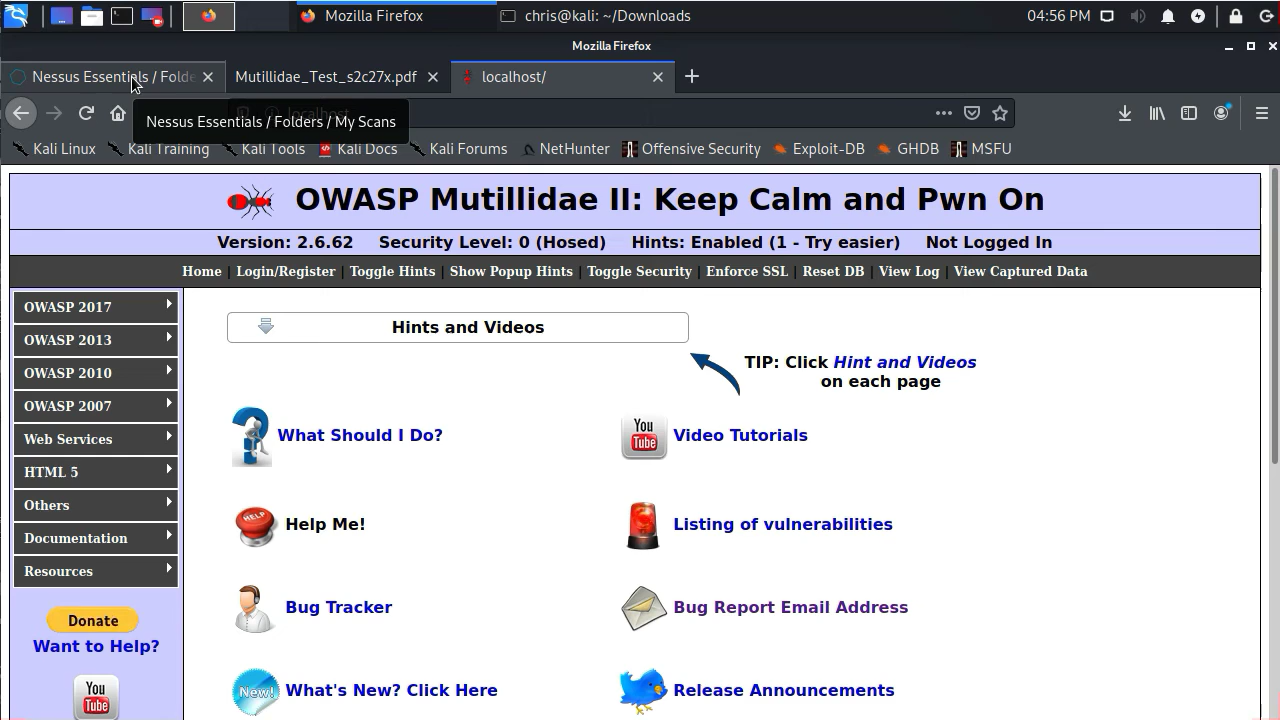 Mozilla Firefox
chris@kali: ~/Downloads
04:56 PM
Mozilla Firefox
Nessus Essentials / Folde
Mutillidae_Test_s2c27x.pdf
localhost/
localhost
Nessus Essentials / Folders / My Scans
Kali Linux
Kali Training
Kali Tools
Kali Docs
Kali Forums
NetHunter
Offensive Security
Exploit-DB
GHDB
MSFU
OWASP Mutillidae II: Keep Calm and Pwn On
Version: 2.6.62 Security Level: 0 (Hosed) Hints: Enabled (1 - Try easier) Not Logged In
Home | Login/Register | Toggle Hints | Show Popup Hints | Toggle Security | Enforce SSL | Reset DB | View Log | View Captured Data
OWASP 2017
OWASP 2013
OWASP 2010
OWASP 2007
Web Services
HTML 5
Others
Documentation
Resources
Donate
Want to Help?
You
Tube
Hints and Videos
TIP: Click Hint and Videos
on each page
What Should I Do?
You
Tube
Video Tutorials
HELP
Help Me!
Listing of vulnerabilities
Bug Tracker
Bug Report Email Address
New!
What's New? Click Here
Release Announcements